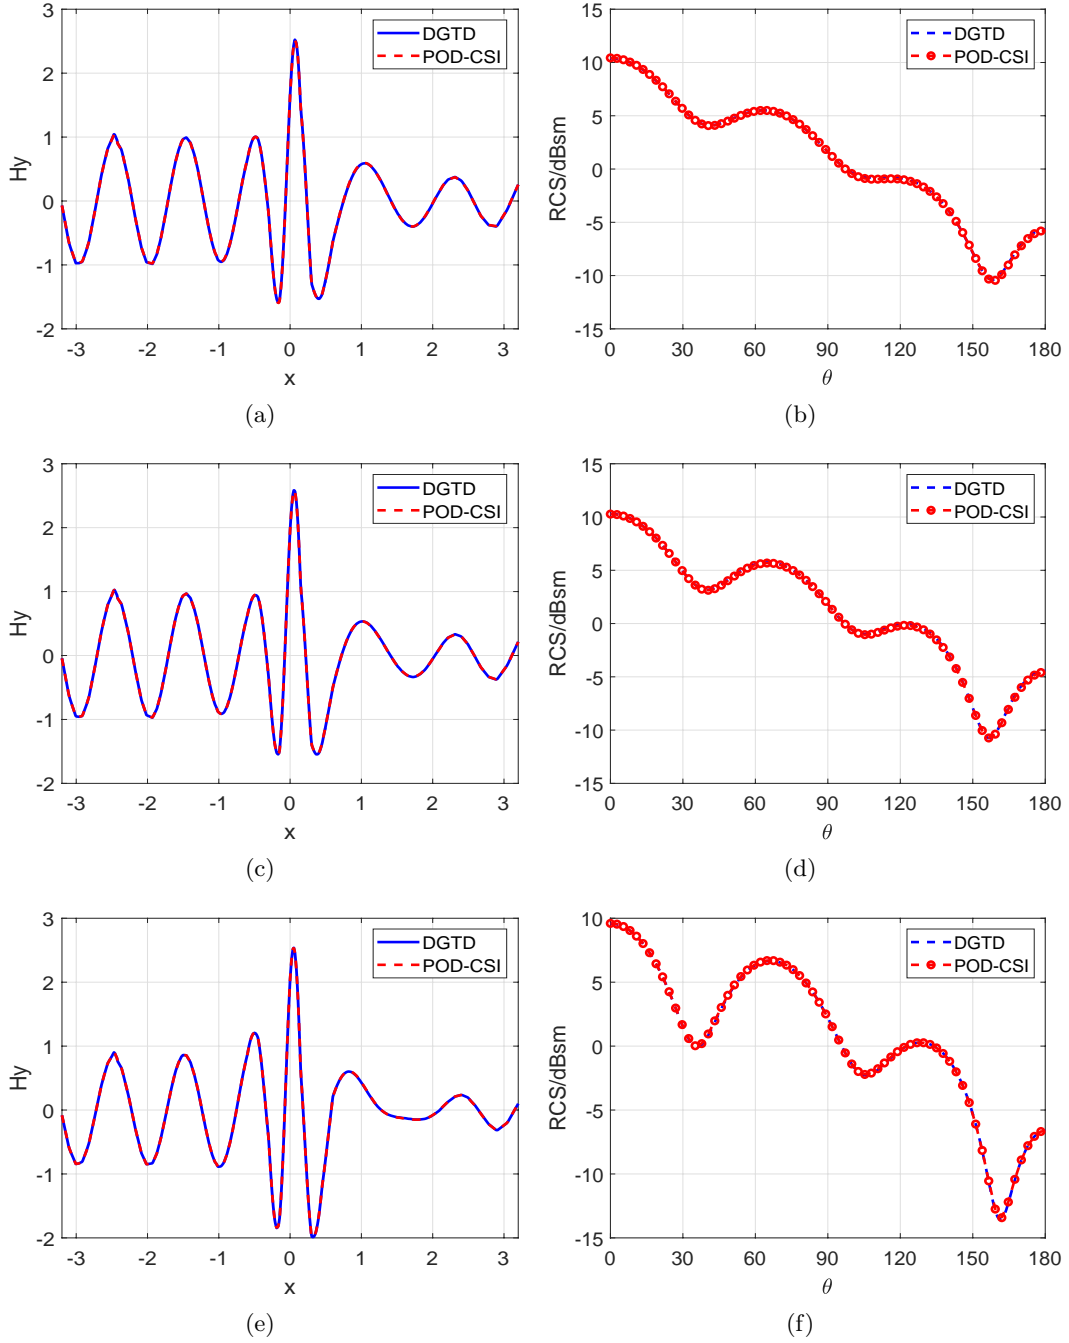 3
2
1
0
-1
-2
Hy
-3
-2
-1
0
1
2
3
x
DGTD
POD-CSI
(a)
15
10
5
0
-5
-10
-15
RCS/dBsm
0
30
60
90
120
150
180
θ
DGTD
POD-CSI
(b)
3
2
1
0
-1
-2
Hy
-3
-2
-1
0
1
2
3
x
DGTD
POD-CSI
(c)
15
10
5
0
-5
-10
-15
RCS/dBsm
0
30
60
90
120
150
180
θ
DGTD
POD-CSI
(d)
3
2
1
0
-1
-2
Hy
-3
-2
-1
0
1
2
3
x
DGTD
POD-CSI
(e)
10
5
0
-5
-10
-15
RCS/dBsm
0
30
60
90
120
150
180
θ
DGTD
POD-CSI
(f)